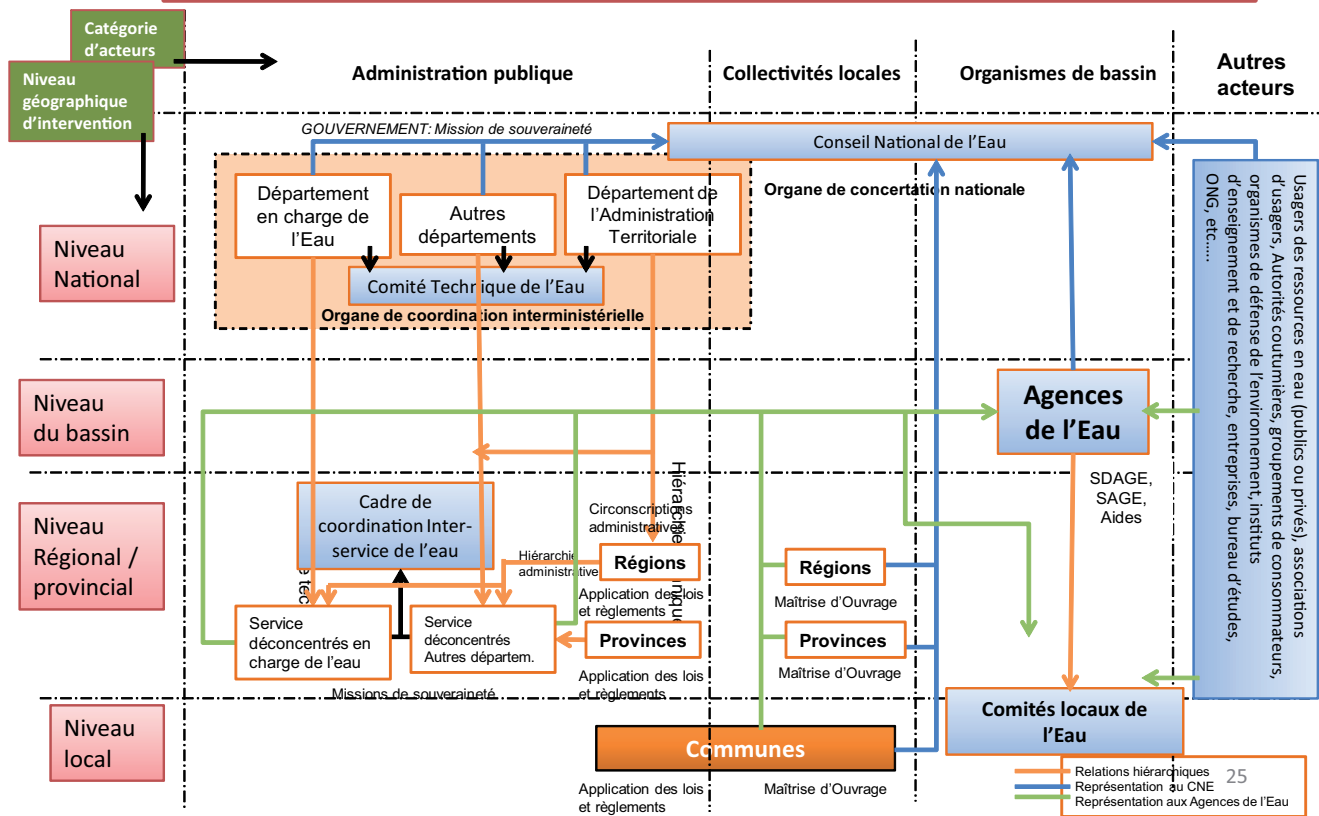 Catégorie
d'acteurs
Niveau
géographique
d'intervention
Administration publique
Collectivités locales
Organismes de bassin
Autres
acteurs
GOUVERNEMENT: Mission de souveraineté
Conseil National de l'Eau
Organe de concertation nationale
Département
en charge de
l'Eau
Autres
départements
Département de
l'Administration
Territoriale
Comité Technique de l'Eau
Organe de coordination interministérielle
Niveau
National
Usagers des ressources en eau (publics ou privés), associations
d'usagers, Autorités coutumières, groupements de consommateurs,
organismes de défense de l'environnement, instituts
d'enseignement et de recherche, entreprises, bureau d'études,
ONG, etc.....
Niveau
du bassin
Agences
de l'Eau
SDAGE,
SAGE,
Aides
Niveau
Régional /
provincial
Cadre de
coordination Inter-
service de l'eau
Circonscriptions
administratives
Hiérarchie
administrative
Régions
Application des lois
et règlements
Provinces
Application des lois
et règlements
Service
déconcentrés en
charge de l'eau
Service
déconcentrés
Autres départem.
Missions de souveraineté
Régions
Maîtrise d'Ouvrage
Provinces
Maîtrise d'Ouvrage
Niveau
local
Communes
Application des lois
et règlements
Maîtrise d'Ouvrage
Comités locaux de
l'Eau
Relations hiérarchiques
Représentation au CNE
Représentation aux Agences de l'Eau
25